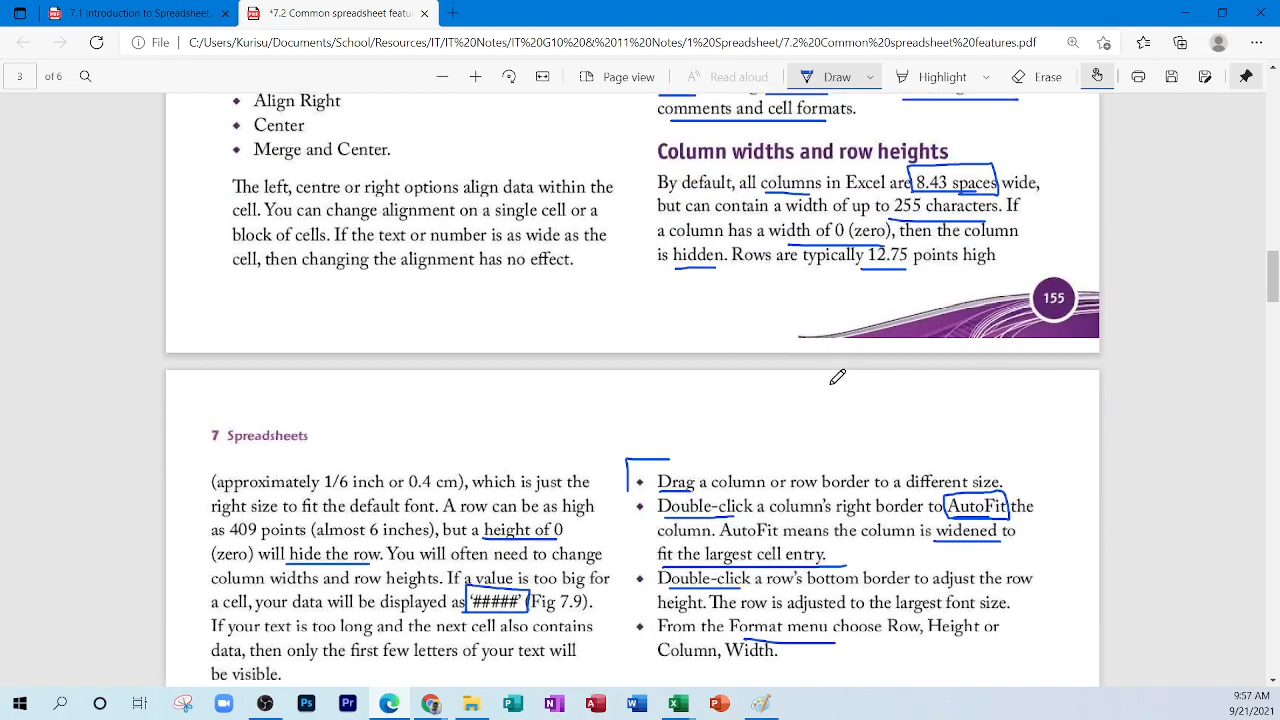 7.1 Introduction to Spreadsheet.
*7.2 Common spreadsheet featu
File
C:/Users/Kurisu/Documents/School/Resources/IT/IT%20Notes/IT%20G10%20&%2011%20Notes/1%20Module%201/Spreadsheet/7.2%20Common%20spreadsheet%20features.pdf
3 of 6
Page view
Read aloud
Draw
Highlight
Erase
Align Right
Center
Merge and Center.
The left, centre or right options align data within the
cell. You can change alignment on a single cell or a
block of cells. If the text or number is as wide as the
cell, then changing the alignment has no effect.
comments and cell formats.
Column widths and row heights
By default, all columns in Excel are 8.43 spaces wide,
but can contain a width of up to 255 characters. If
a column has a width of 0 (zero), then the column
is hidden. Rows are typically 12.75 points high
155
7 Spreadsheets
(approximately 1/6 inch or 0.4 cm), which is just the
right size to fit the default font. A row can be as high
as 409 points (almost 6 inches), but a height of 0
(zero) will hide the row. You will often need to change
column widths and row heights. If a value is too big for
a cell, your data will be displayed as '#####' (Fig 7.9).
If your text is too long and the next cell also contains
data, then only the first few letters of your text will
be visible.
Drag a column or row border to a different size.
Double-click a column's right border to AutoFit the
column. AutoFit means the column is widened to
fit the largest cell entry.
Double-click a row's bottom border to adjust the row
height. The row is adjusted to the largest font size.
From the Format menu choose Row, Height or
Column, Width.
9:57 AM
9/21/2021